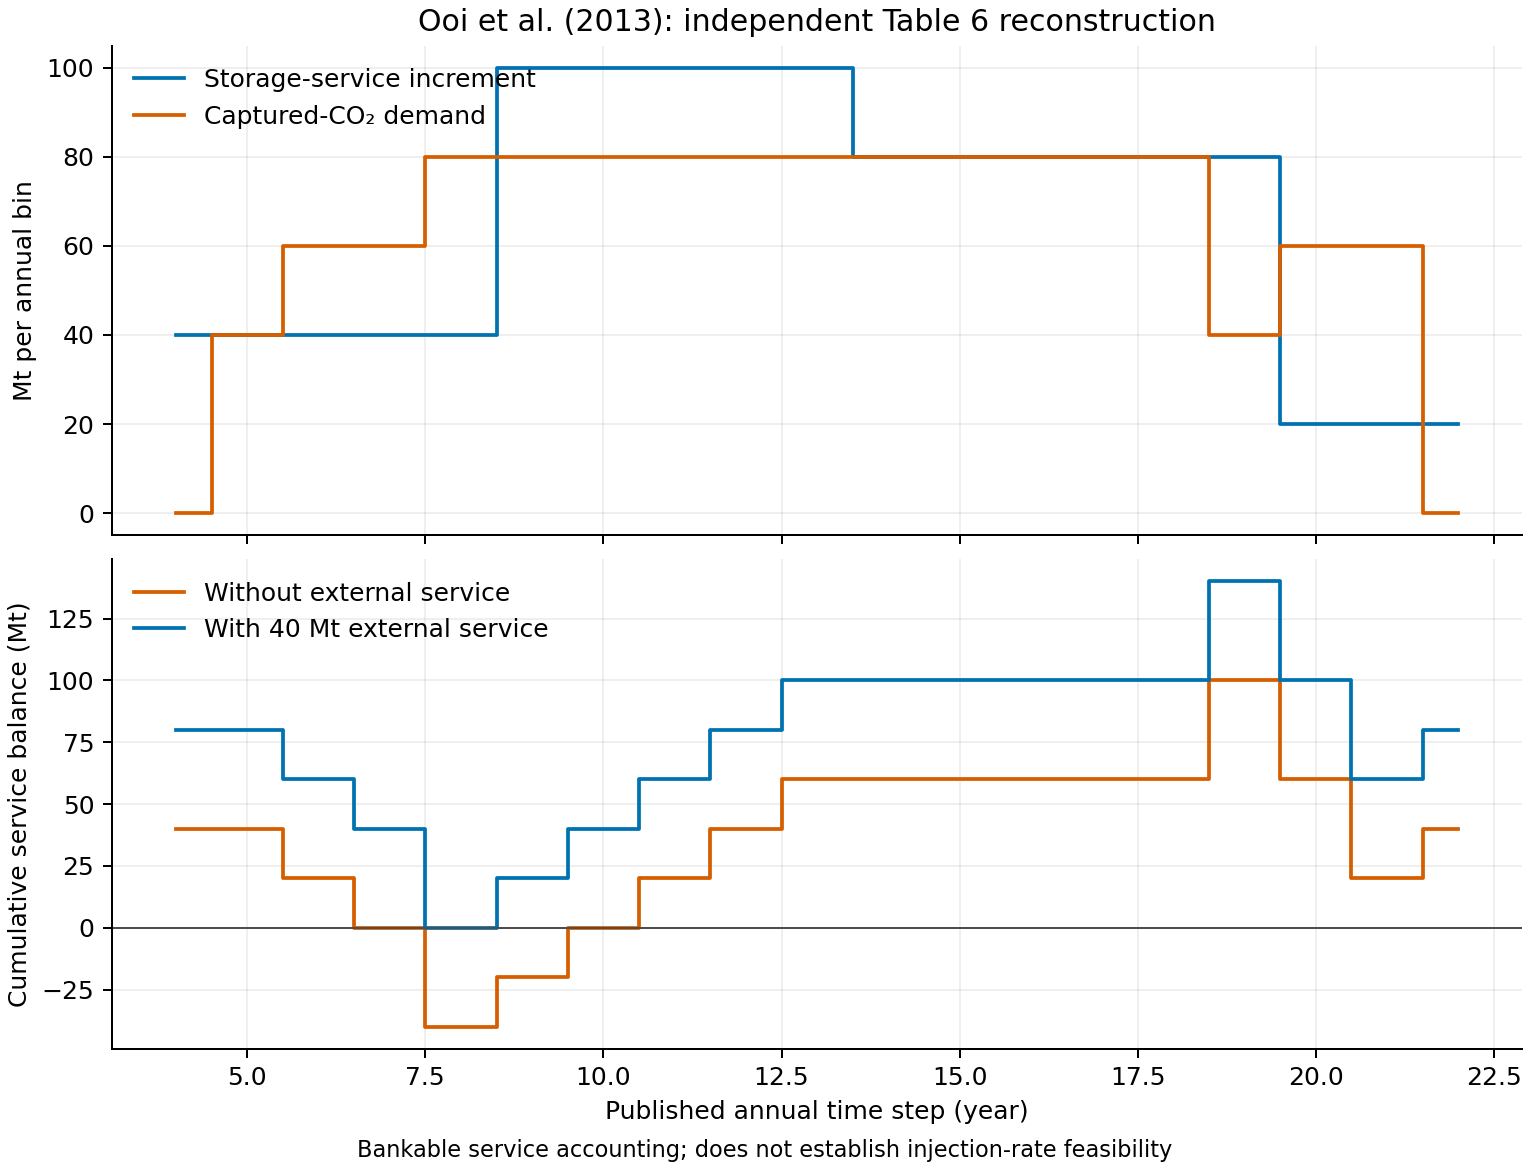 Ooi et al. (2013): independent Table 6 reconstruction
Mt per annual bin
100
80
60
40
20
0
Storage-service increment
Captured-CO₂ demand
Cumulative service balance (Mt)
125
100
75
50
25
0
−25
Without external service
With 40 Mt external service
5.0 7.5 10.0 12.5 15.0 17.5 20.0 22.5
Published annual time step (year)
Bankable service accounting; does not establish injection-rate feasibility